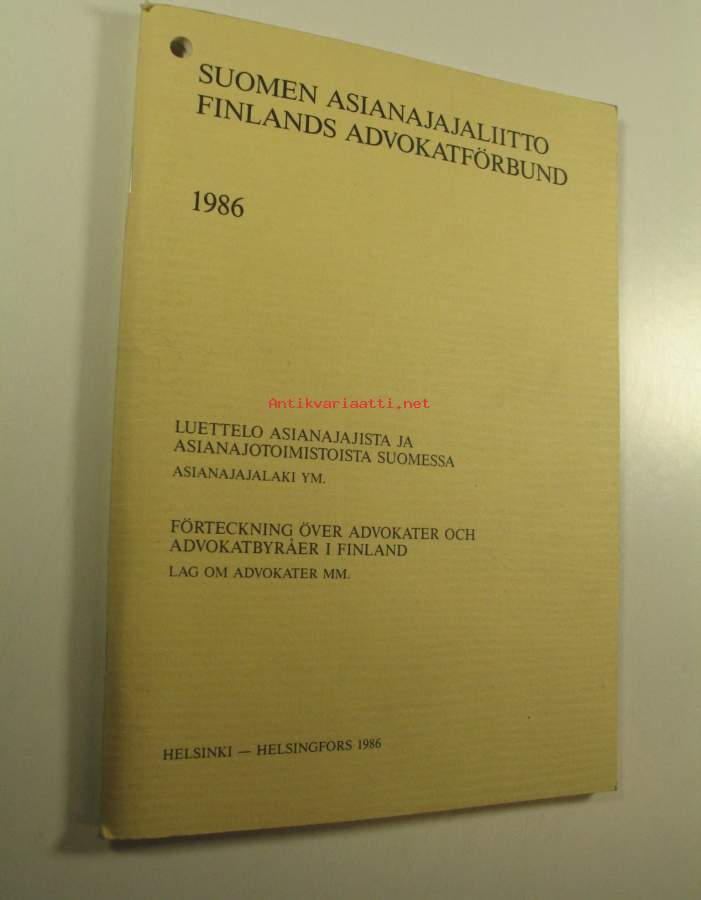 SUOMEN ASIANAJAJALIITTO
FINLANDS ADVOKATFÖRBUND
1986
Antikvariaatti.net
LUETTELO ASIANAJAJISTA JA
ASIANAJOTOIMISTOISTA SUOMESSA
ASIANAJAJALAKI YM.
FÖRTECKNING ÖVER ADVOKATER OCH
ADVOKATBYRÅER I FINLAND
LAG OM ADVOKATER MM.
HELSINKI — HELSINGFORS 1986